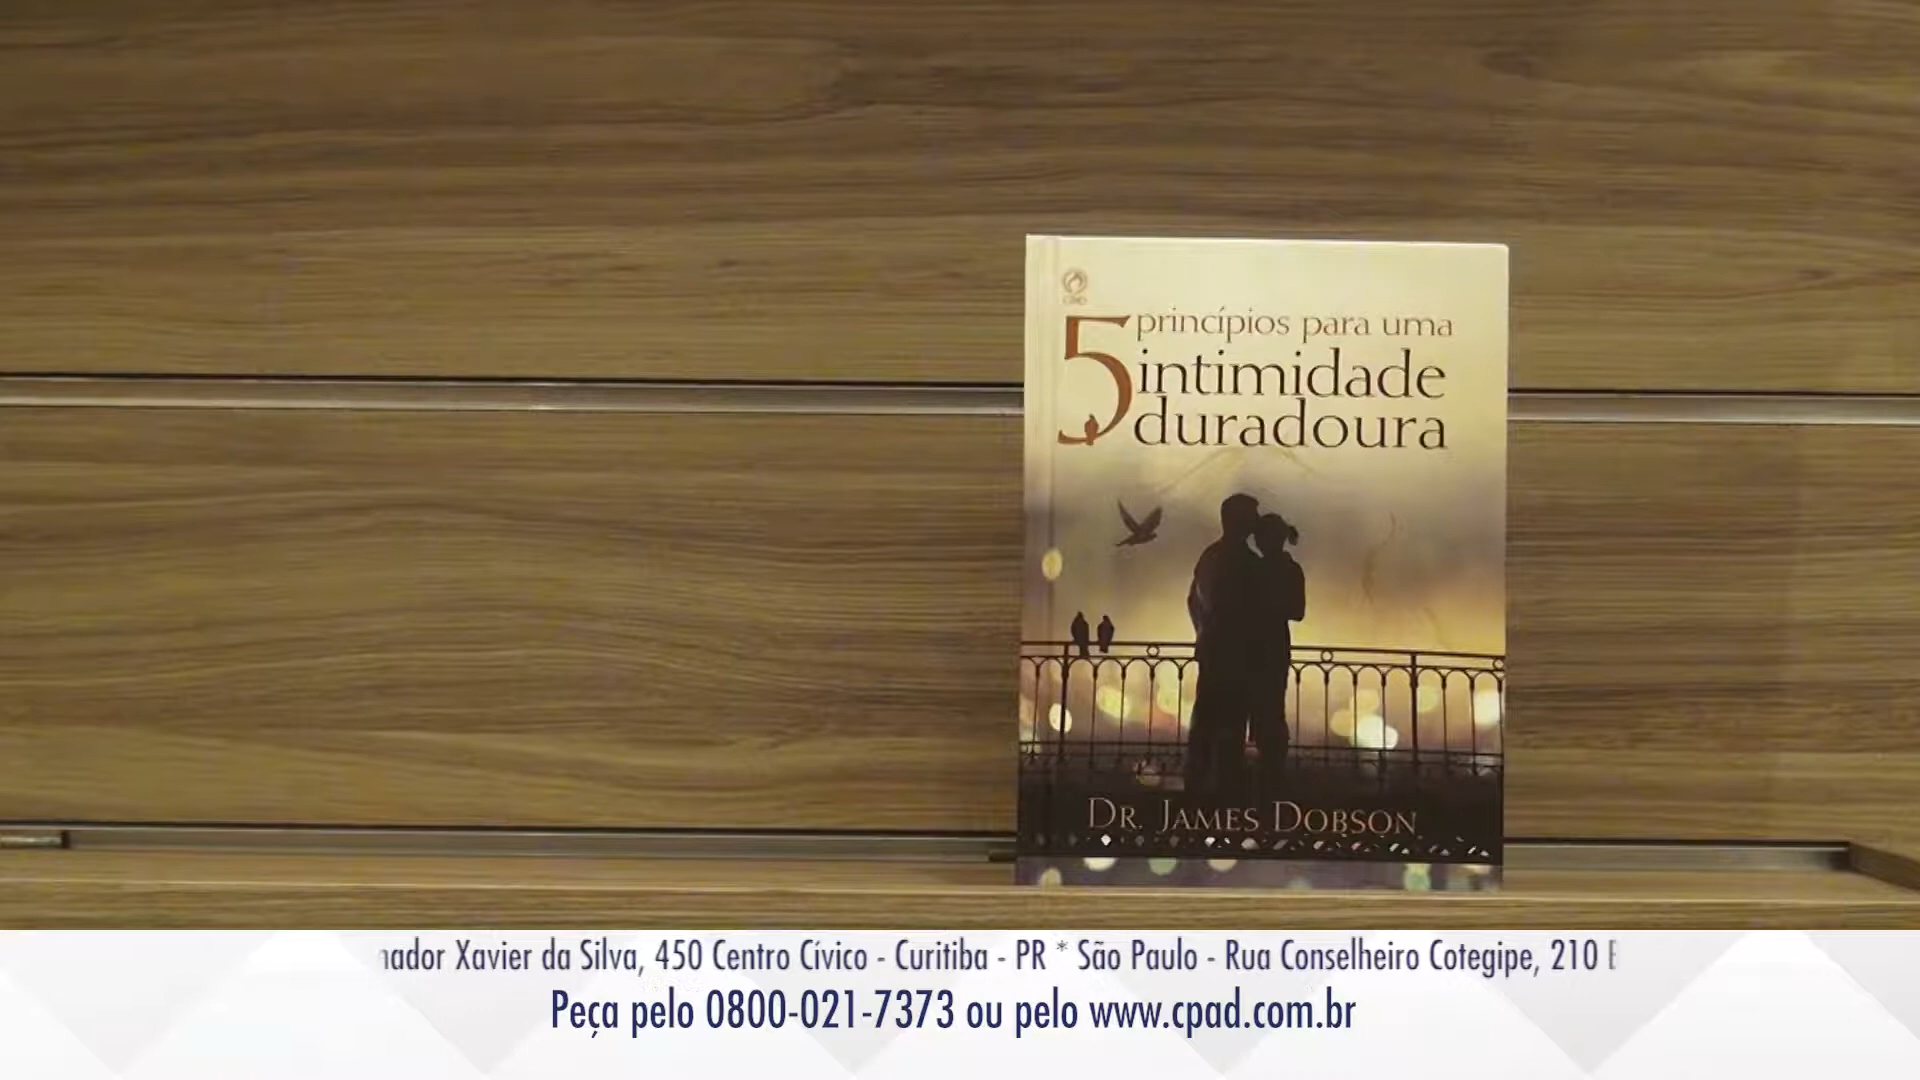 CPAD
5 princípios para uma
intimidade
duradoura
DR. JAMES DOBSON
Xavier da Silva, 450 Centro Cívico - Curitiba - PR * São Paulo - Rua Conselheiro Cotegipe, 210
Peça pelo 0800-021-7373 ou pelo www.cpad.com.br